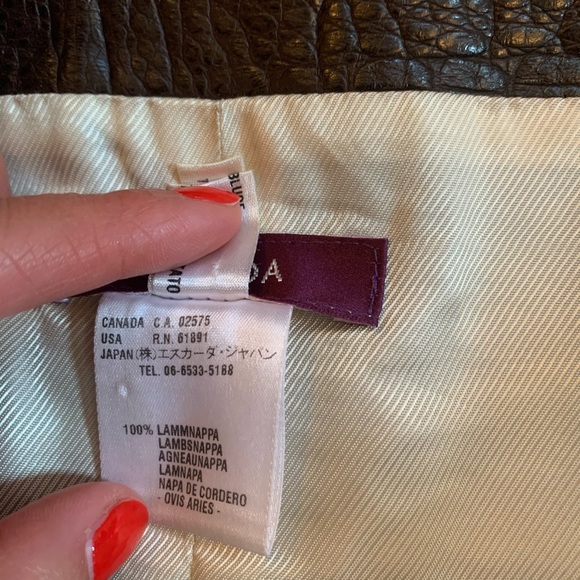 DA
CANADA C.A. 02575
USA R.N. 61891
JAPAN (株)エスカーダ・ジャパン
TEL. 06-6533-5188
100% LAMMNAPPA
LAMBSNAPPA
AGNEAUNAPPA
LAMNAPA
NAPA DE CORDERO
- OVIS ARIES -